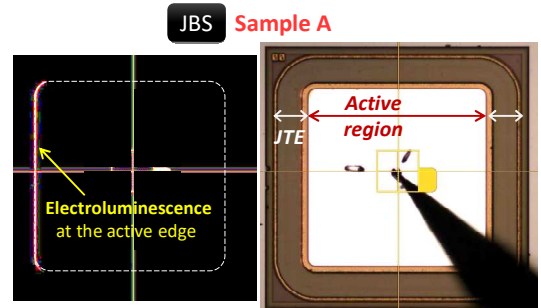 JBS Sample A
Active
region
JTE
Electroluminescence
at the active edge